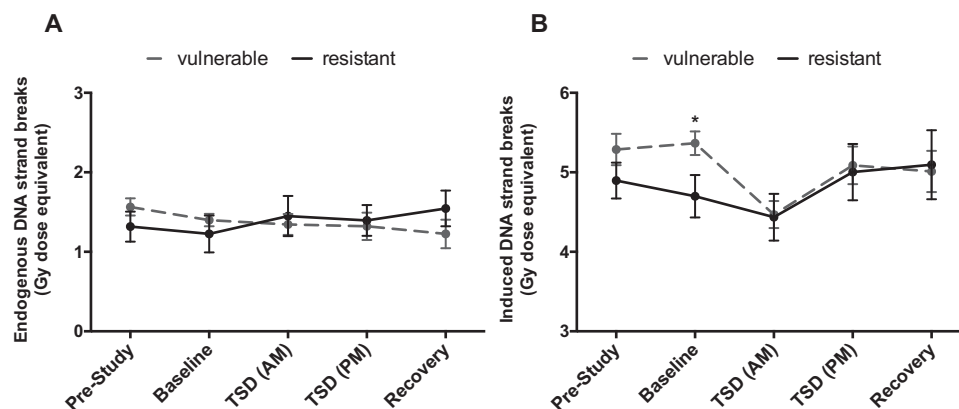 A
vulnerable resistant
Endogenous DNA strand breaks
(Gy dose equivalent)
3
2
1
0
Pre-Study
Baseline
TSD (AM)
TSD (PM)
Recovery
B
vulnerable resistant
Induced DNA strand breaks
(Gy dose equivalent)
6
5
4
3
*
Pre-Study
Baseline
TSD (AM)
TSD (PM)
Recovery